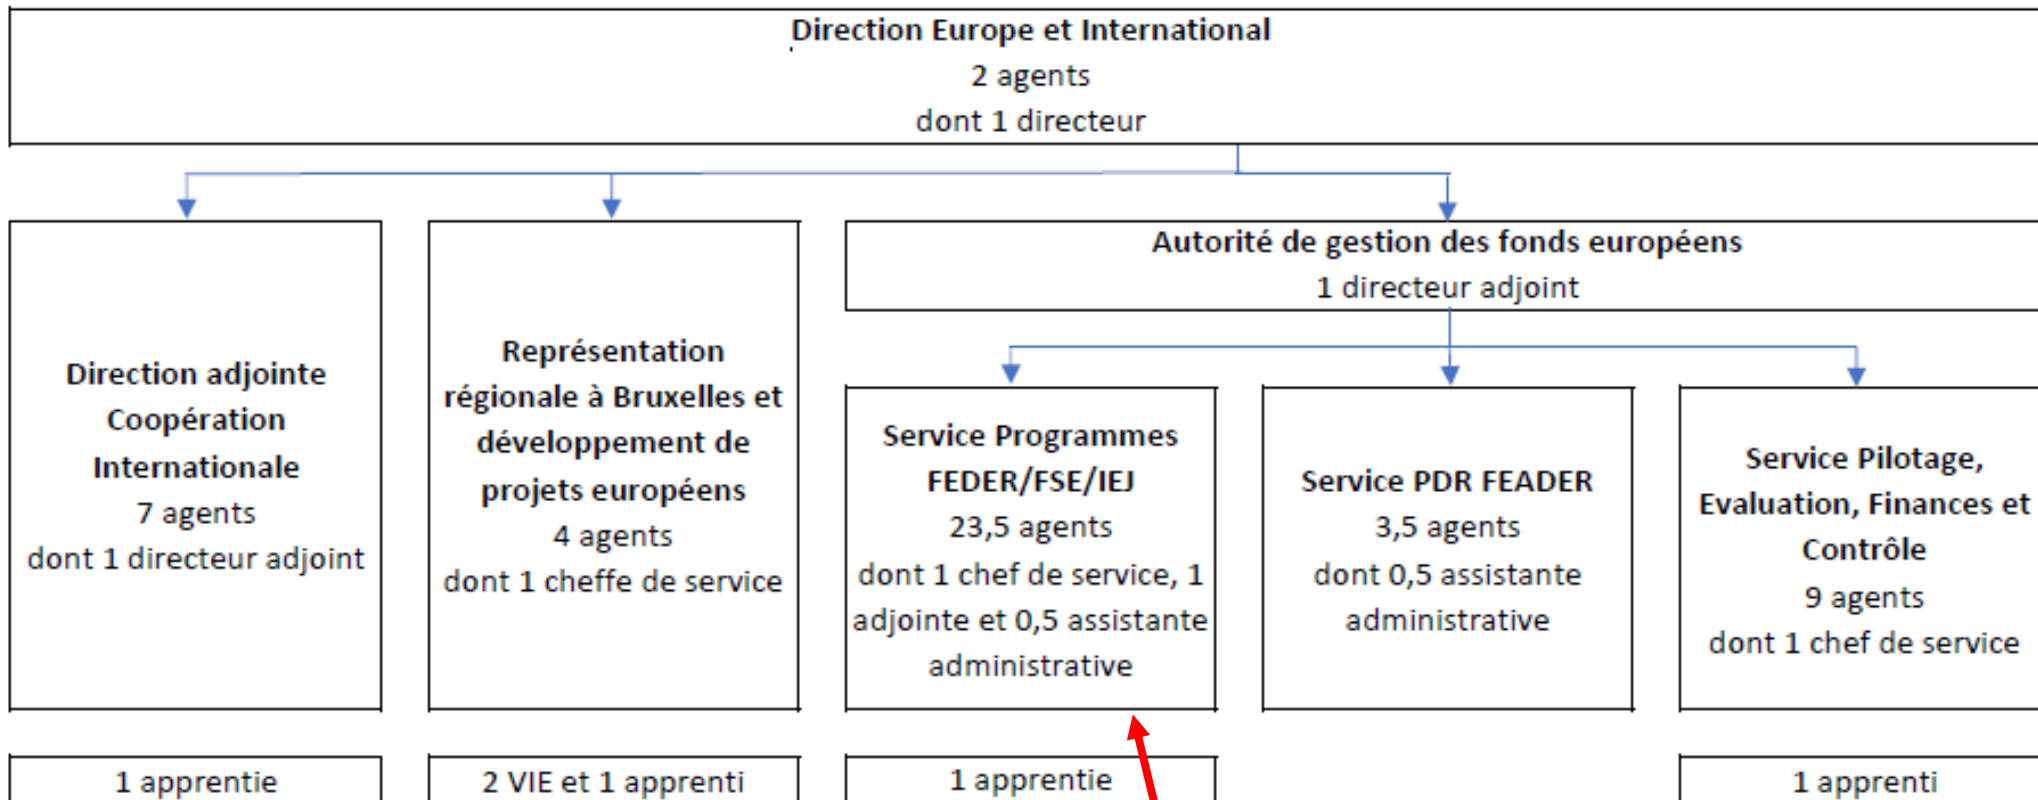 Direction Europe et International
2 agents
dont 1 directeur
Direction adjointe
Coopération
Internationale
7 agents
dont 1 directeur adjoint
Représentation
régionale à Bruxelles et
développement de
projets européens
4 agents
dont 1 cheffe de service
Autorité de gestion des fonds européens
1 directeur adjoint
Service Programmes
FEDER/FSE/IEJ
23,5 agents
dont 1 chef de service, 1
adjointe et 0,5 assistante
administrative
Service PDR FEADER
3,5 agents
dont 0,5 assistante
administrative
Service Pilotage,
Evaluation, Finances et
Contrôle
9 agents
dont 1 chef de service
1 apprentie
2 VIE et 1 apprenti
1 apprentie
1 apprenti